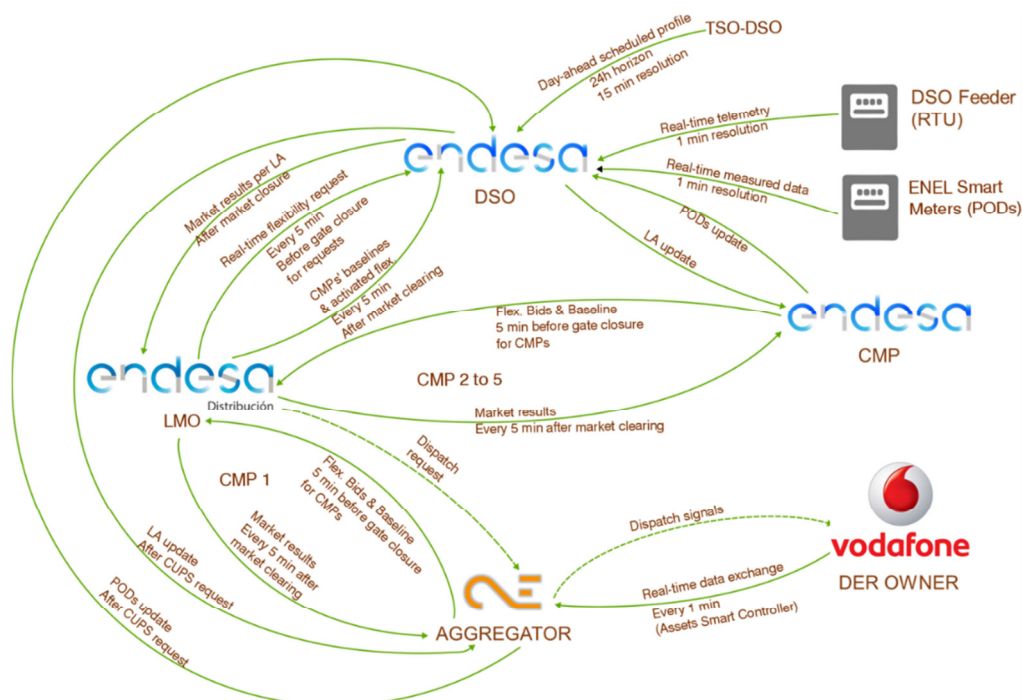 TSO-DSO
Day-ahead scheduled profile
24h horizon
15 min resolution
DSO Feeder
(RTU)
Real-time telemetry
1 min resolution
ENEL Smart
Meters (PODs)
Real-time measured data
1 min resolution
endesa
DSO
Market results per LA
After market closure
Real-time flexibility request
Every 5 min
Before gate closure
for requests
CMPs' baselines
& activated flex.
Every 5 min
After market clearing
PODs update
LA update
endesa
CMP
Flex. Bids & Baseline
5 min before gate closure
for CMPs
endesa
Distribución
LMO
CMP 2 to 5
Market results
Every 5 min after market clearing
Dispatch
request
CMP 1
Flex. Bids & Baseline
5 min before gate closure
for CMPs
Market results
Every 5 min after
market clearing
LA update
After CUPS request
PODs update
After CUPS request
AGGREGATOR
Dispatch signals
vodafone
DER OWNER
Real-time data exchange
Every 1 min
(Assets Smart Controller)